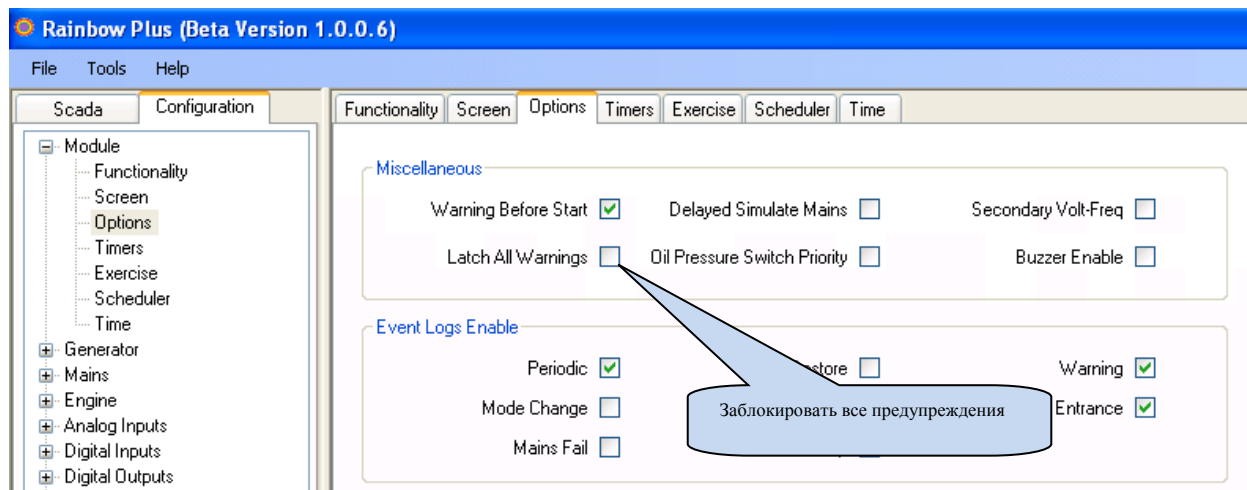 Rainbow Plus (Beta Version 1.0.0.6)
File Tools Help
Scada Configuration
Module
Functionality
Screen
Options
Timers
Exercise
Scheduler
Time
Generator
Mains
Engine
Analog Inputs
Digital Inputs
Digital Outputs
Functionality Screen Options Timers Exercise Scheduler Time
Miscellaneous
Warning Before Start Delayed Simulate Mains Secondary Volt-Freq
Latch All Warnings Oil Pressure Switch Priority Buzzer Enable
Event Logs Enable
Periodic Warning
Mode Change Entrance
Mains Fail
Заблокировать все предупреждения